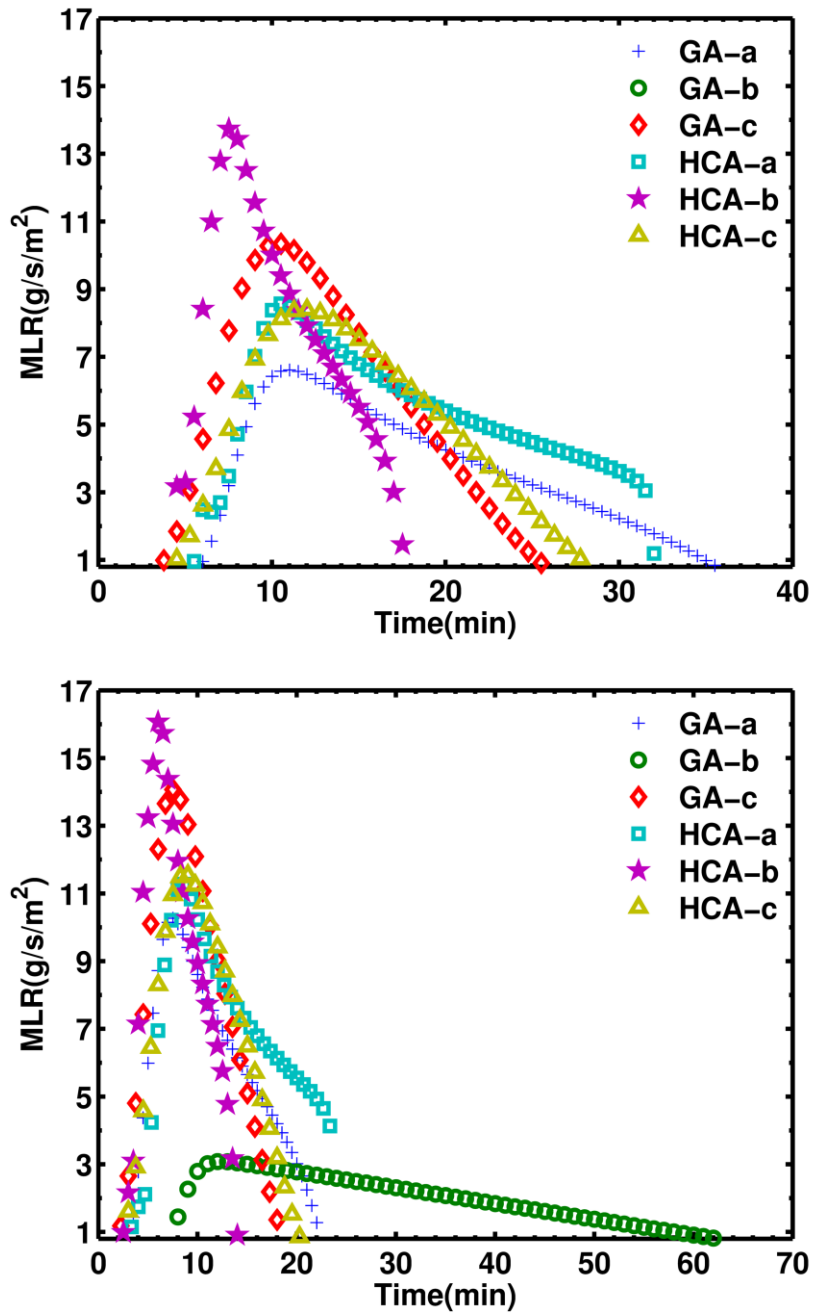 17
15
13
11
9
7
5
3
1
MLR(g/s/m²)
GA-a
GA-b
GA-c
HCA-a
HCA-b
HCA-c
0 10 20 30 40
Time(min)
17
15
13
11
9
7
5
3
1
MLR(g/s/m²)
GA-a
GA-b
GA-c
HCA-a
HCA-b
HCA-c
0 10 20 30 40 50 60 70
Time(min)